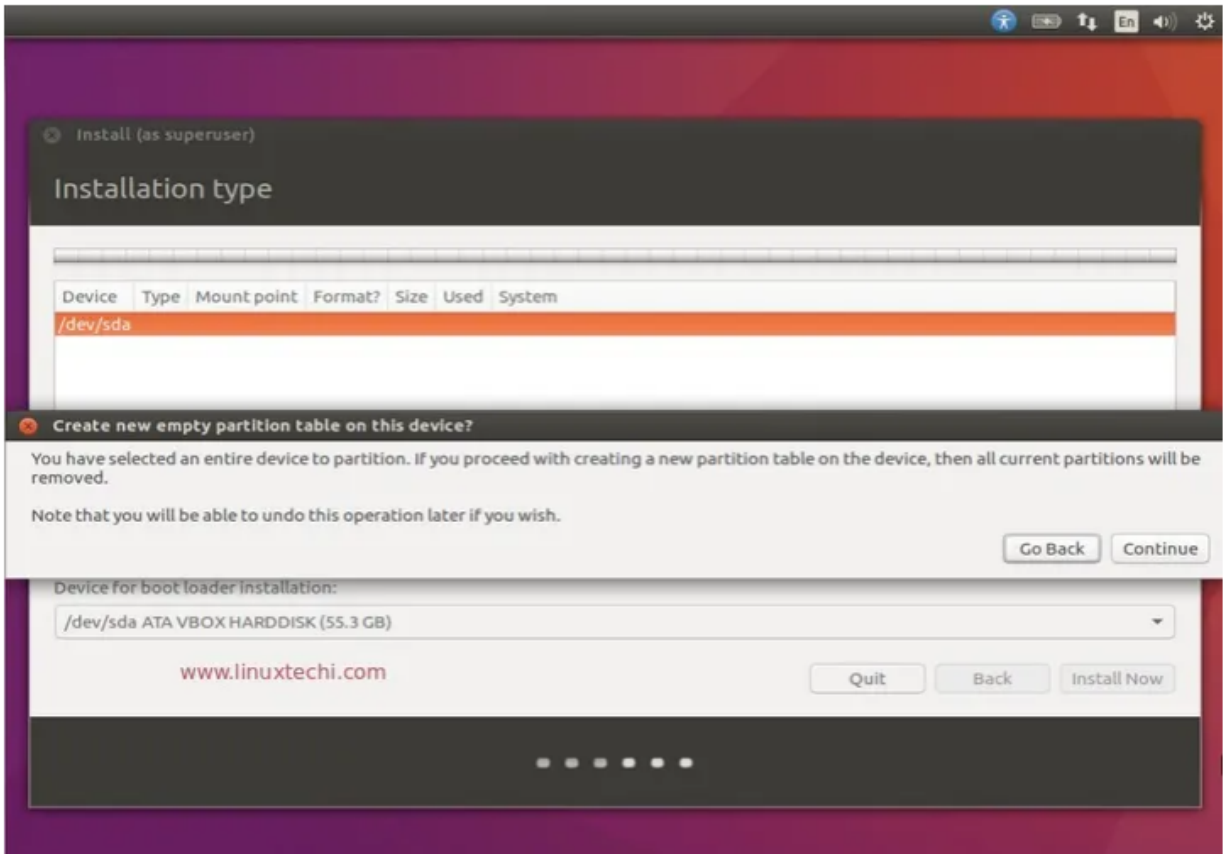 En
Install (as superuser)
Installation type
Device Type Mount point Format? Size Used System
/dev/sda
Create new empty partition table on this device?
You have selected an entire device to partition. If you proceed with creating a new partition table on the device, then all current partitions will be
removed.
Note that you will be able to undo this operation later if you wish.
Go Back Continue
Device for boot loader installation:
/dev/sda ATA VBOX HARDDISK (55.3 GB)
www.linuxtechi.com
Quit Back Install Now